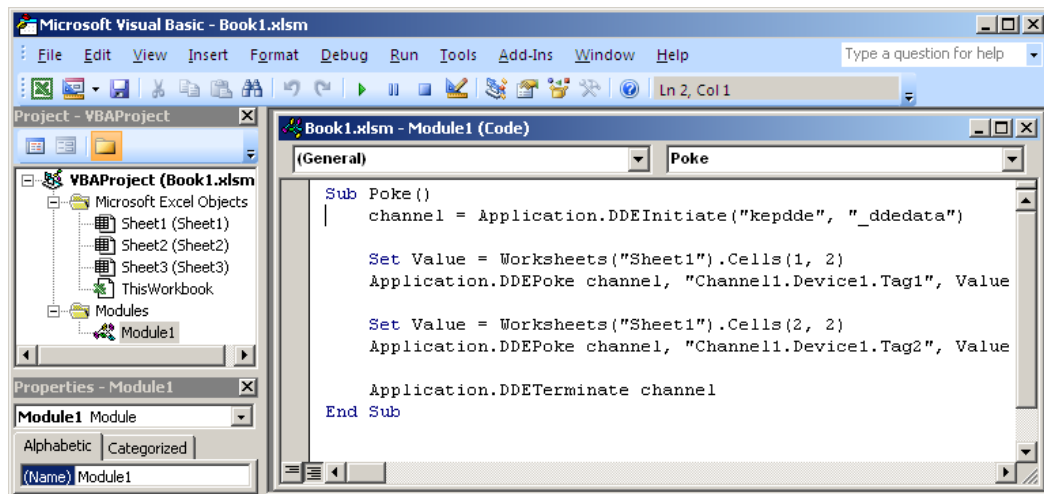 Microsoft Visual Basic - Book1.xlsm
File Edit View Insert Format Debug Run Tools Add-Ins Window Help Type a question for help
Ln 2, Col 1
Project - VBAProject
VBAProject (Book1.xlsm
Microsoft Excel Objects
Sheet1 (Sheet1)
Sheet2 (Sheet2)
Sheet3 (Sheet3)
ThisWorkbook
Modules
Module1
Properties - Module1
Module1 Module
Alphabetic Categorized
(Name) Module1
Book1.xlsm - Module1 (Code)
(General) Poke
Sub Poke()
channel = Application.DDEInitiate("kepdde", "_ddedata")
Set Value = Worksheets("Sheet1").Cells(1, 2)
Application.DDEPoke channel, "Channel1.Device1.Tag1", Value
Set Value = Worksheets("Sheet1").Cells(2, 2)
Application.DDEPoke channel, "Channel1.Device1.Tag2", Value
Application.DDETerminate channel
End Sub